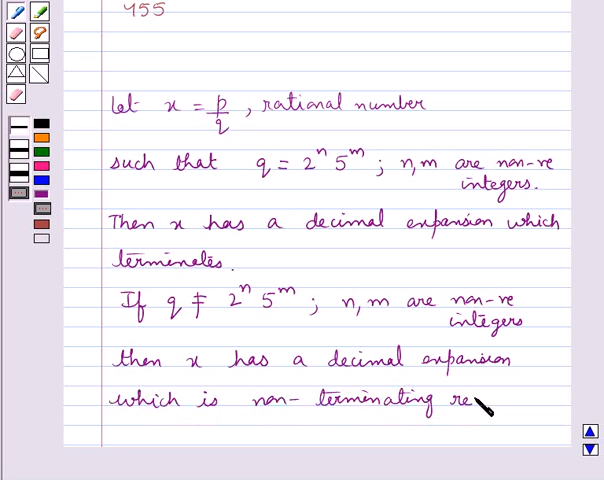 455
Let x = p/q , rational number
such that q = 2^n 5^m ; n,m are non-ve
integers.
Then x has a decimal expansion which
terminates.
If q ≠ 2^n 5^m ; n,m are non-ve
integers
then x has a decimal expansion
which is non- terminating re